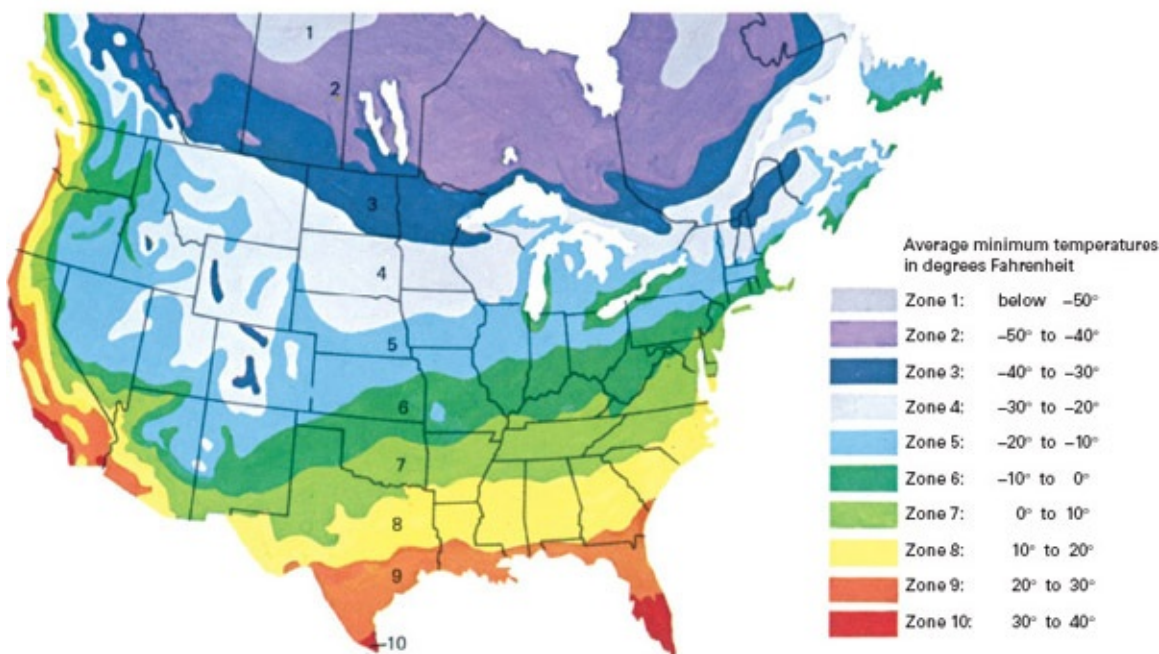 1
2
3
4
5
6
7
8
9
10
Average minimum temperatures
in degrees Fahrenheit
Zone 1: below −50°
Zone 2: −50° to −40°
Zone 3: −40° to −30°
Zone 4: −30° to −20°
Zone 5: −20° to −10°
Zone 6: −10° to 0°
Zone 7: 0° to 10°
Zone 8: 10° to 20°
Zone 9: 20° to 30°
Zone 10: 30° to 40°